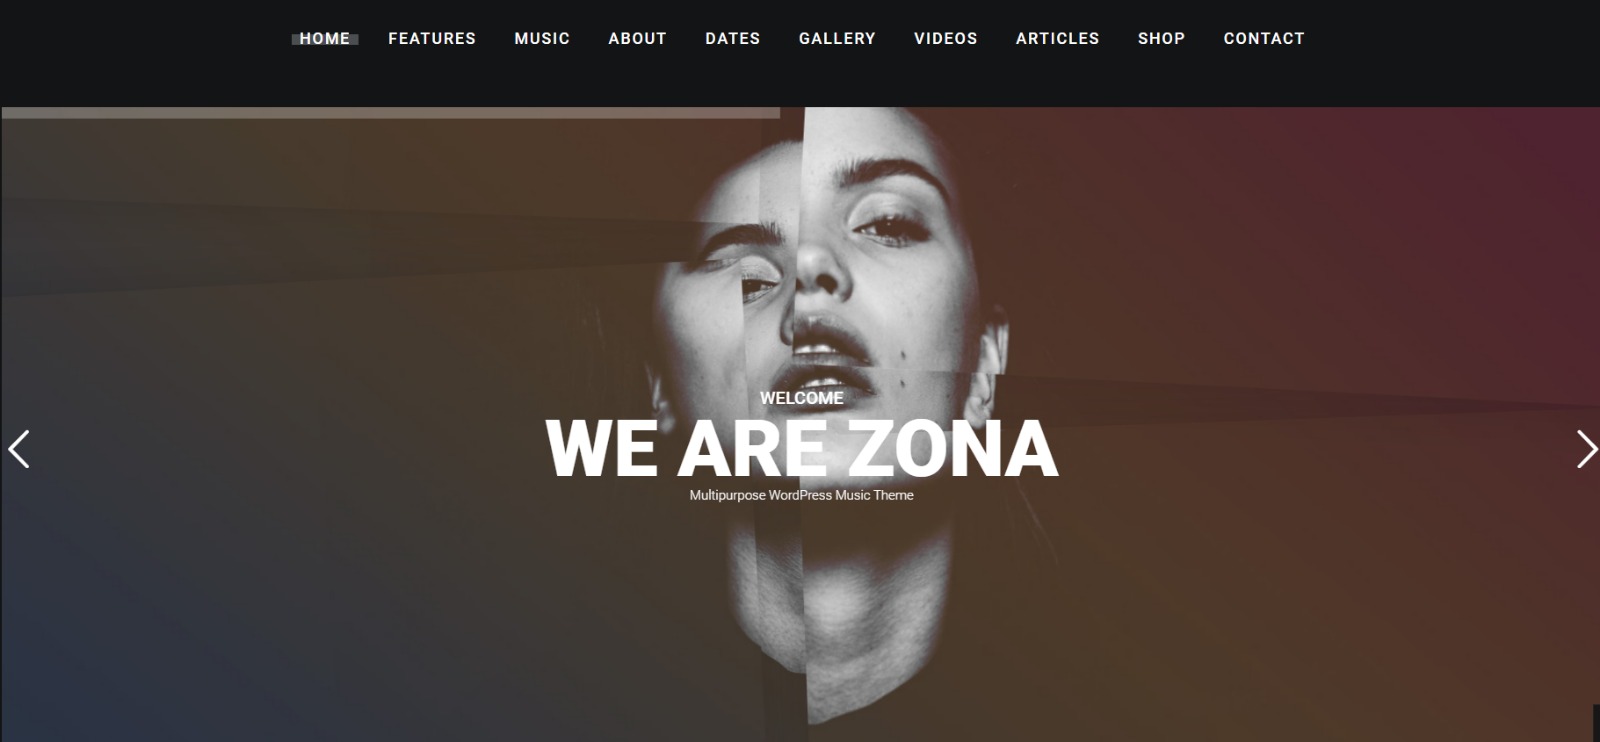 HOME FEATURES MUSIC ABOUT DATES GALLERY VIDEOS ARTICLES SHOP CONTACT
WELCOME
WE ARE ZONA
Multipurpose WordPress Music Theme